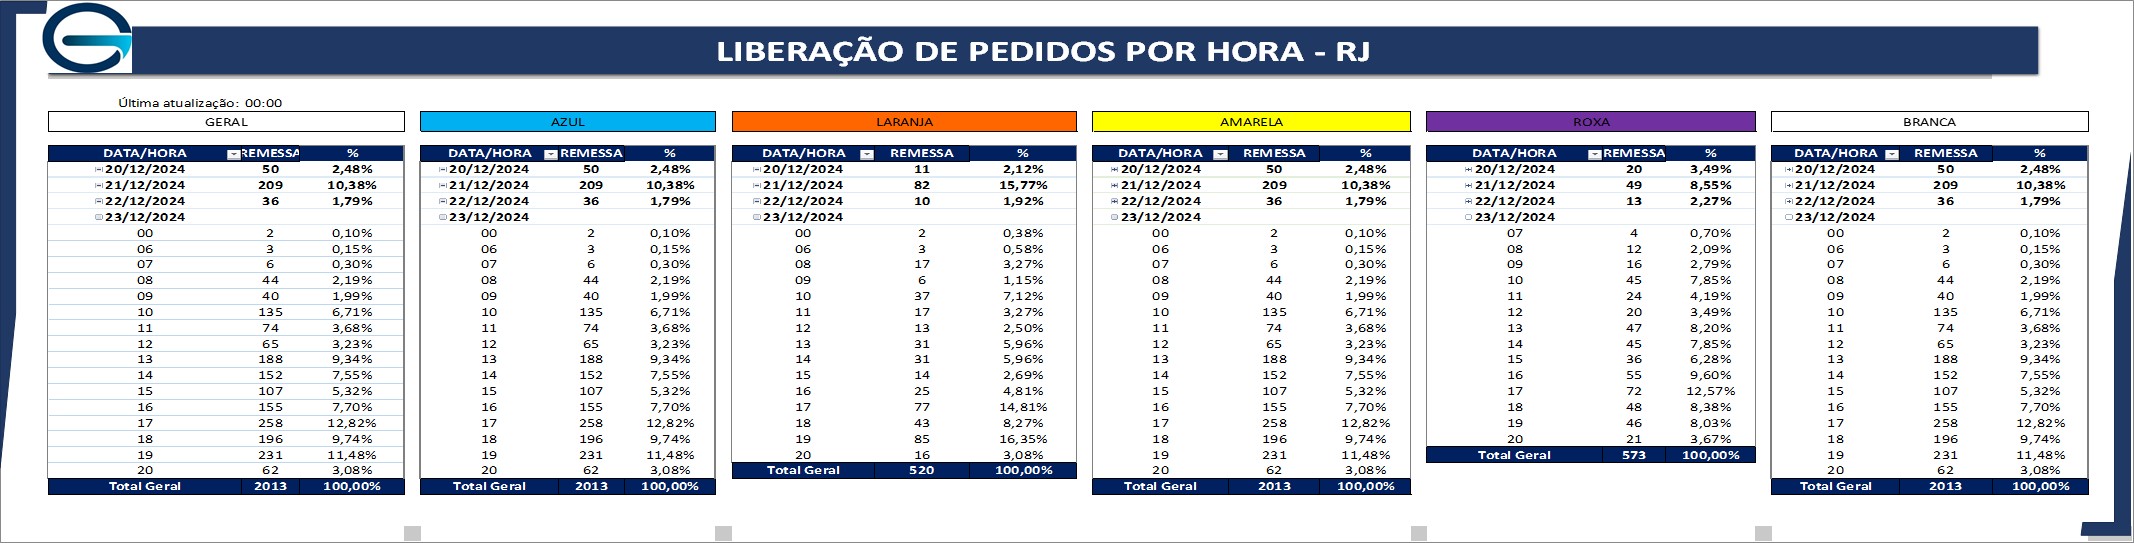 LIBERAÇÃO DE PEDIDOS POR HORA - RJ
Última atualização: 00:00
GERAL AZUL LARANJA AMARELA ROXA BRANCA
DATA/HORA REMESSA % DATA/HORA REMESSA % DATA/HORA REMESSA % DATA/HORA REMESSA % DATA/HORA REMESSA % DATA/HORA REMESSA %
20/12/2024 50 2,48% 20/12/2024 50 2,48% 20/12/2024 11 2,12% 20/12/2024 50 2,48% 20/12/2024 20 3,49% 20/12/2024 50 2,48%
21/12/2024 209 10,38% 21/12/2024 209 10,38% 21/12/2024 82 15,77% 21/12/2024 209 10,38% 21/12/2024 49 8,55% 21/12/2024 209 10,38%
22/12/2024 36 1,79% 22/12/2024 36 1,79% 22/12/2024 10 1,92% 22/12/2024 36 1,79% 22/12/2024 13 2,27% 22/12/2024 36 1,79%
23/12/2024 23/12/2024 23/12/2024 23/12/2024 23/12/2024 23/12/2024
00 2 0,10% 00 2 0,10% 00 2 0,38% 00 2 0,10% 07 4 0,70% 00 2 0,10%
06 3 0,15% 06 3 0,15% 06 3 0,58% 06 3 0,15% 08 12 2,09% 06 3 0,15%
07 6 0,30% 07 6 0,30% 08 17 3,27% 07 6 0,30% 09 16 2,79% 07 6 0,30%
08 44 2,19% 08 44 2,19% 09 6 1,15% 08 44 2,19% 10 45 7,85% 08 44 2,19%
09 40 1,99% 09 40 1,99% 10 37 7,12% 09 40 1,99% 11 24 4,19% 09 40 1,99%
10 135 6,71% 10 135 6,71% 11 17 3,27% 10 135 6,71% 12 20 3,49% 10 135 6,71%
11 74 3,68% 11 74 3,68% 12 13 2,50% 11 74 3,68% 13 47 8,20% 11 74 3,68%
12 65 3,23% 12 65 3,23% 13 31 5,96% 12 65 3,23% 14 45 7,85% 12 65 3,23%
13 188 9,34% 13 188 9,34% 14 31 5,96% 13 188 9,34% 15 36 6,28% 13 188 9,34%
14 152 7,55% 14 152 7,55% 15 14 2,69% 14 152 7,55% 16 55 9,60% 14 152 7,55%
15 107 5,32% 15 107 5,32% 16 25 4,81% 15 107 5,32% 17 72 12,57% 15 107 5,32%
16 155 7,70% 16 155 7,70% 17 77 14,81% 16 155 7,70% 18 48 8,38% 16 155 7,70%
17 258 12,82% 17 258 12,82% 18 43 8,27% 17 258 12,82% 19 46 8,03% 17 258 12,82%
18 196 9,74% 18 196 9,74% 19 85 16,35% 18 196 9,74% 20 21 3,67% 18 196 9,74%
19 231 11,48% 19 231 11,48% 20 16 3,08% 19 231 11,48% Total Geral 573 100,00% 19 231 11,48%
20 62 3,08% 20 62 3,08% Total Geral 520 100,00% 20 62 3,08% 20 62 3,08%
Total Geral 2013 100,00% Total Geral 2013 100,00% Total Geral 2013 100,00% Total Geral 2013 100,00%